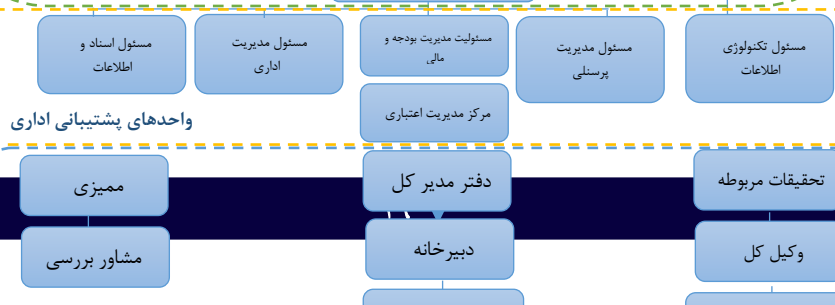 مسئول تکنولوژی
اطلاعات
مسئول مدیریت
پرسنلی
مسئولیت مدیریت بودجه و
مالی
مسئول مدیریت
اداری
مسئول اسناد و
اطلاعات
مرکز مدیریت اعتباری
واحدهای پشتیبانی اداری
تحقیقات مربوطه
دفتر مدیر کل
ممیزی
وکیل کل
دبیرخانه
مشاور بررسی